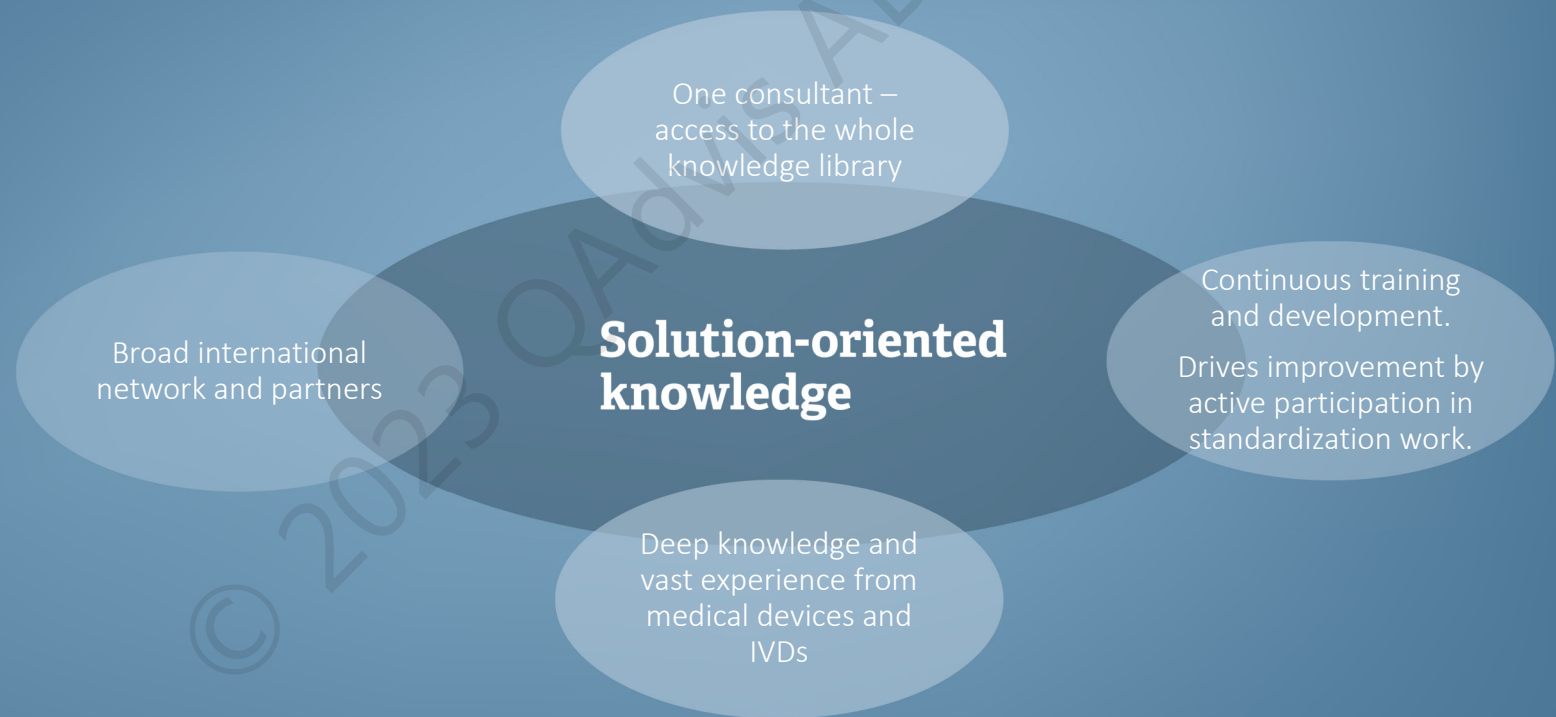 One consultant –
access to the whole
knowledge library
Broad international
network and partners
Solution-oriented
knowledge
Continuous training
and development.
Drives improvement by
active participation in
standardization work.
Deep knowledge and
vast experience from
medical devices and
IVDs
© 2023 QAdvis